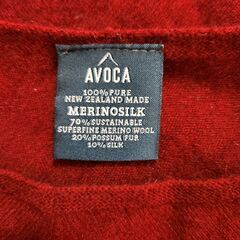 AVOCA
100% PURE
NEW ZEALAND MADE
MERINOSILK
70% SUSTAINABLE
SUPERFINE MERINO WOOL
20% POSSUM FUR
10% SILK